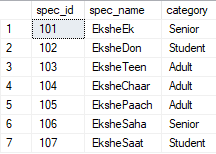 spec_id spec_name category
1 101 EksheEk Senior
2 102 EksheDon Student
3 103 EksheTeen Adult
4 104 EksheChaar Adult
5 105 EkshePaach Adult
6 106 EksheSaha Senior
7 107 EksheSaat Student